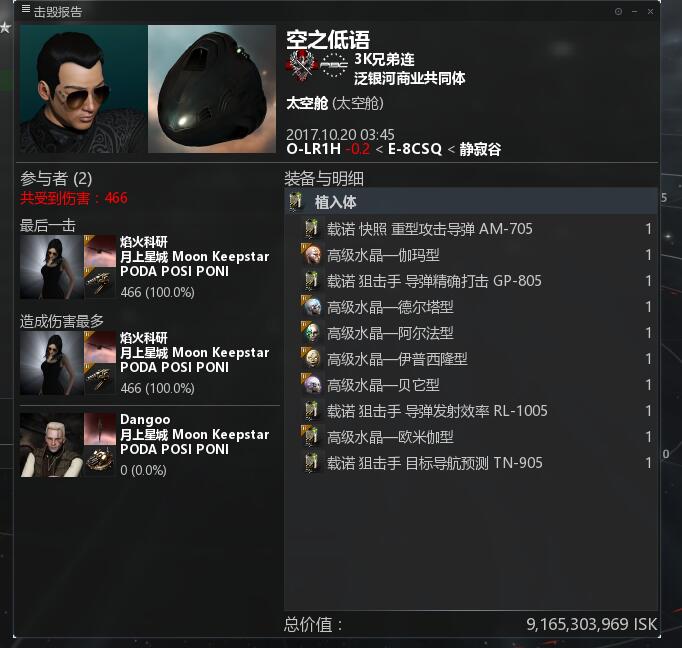 击毁报告
空之低语
3K兄弟连
泛银河商业共同体
太空舱 (太空舱)
2017.10.20 03:45
O-LR1H -0.2 < E-8CSQ < 静寂谷
参与者 (2)
共受到伤害：466
最后一击
焰火科研
月上星城 Moon Keepstar
PODA POSI PONI
466 (100.0%)
造成伤害最多
焰火科研
月上星城 Moon Keepstar
PODA POSI PONI
466 (100.0%)
Dangoo
月上星城 Moon Keepstar
PODA POSI PONI
0 (0.0%)
装备与明细
植入体
载诺 快照 重型攻击导弹 AM-705 1
高级水晶—伽玛型 1
载诺 狙击手 导弹精确打击 GP-805 1
高级水晶—德尔塔型 1
高级水晶—阿尔法型 1
高级水晶—伊普西隆型 1
高级水晶—贝它型 1
载诺 狙击手 导弹发射效率 RL-1005 1
高级水晶—欧米伽型 1
载诺 狙击手 目标导航预测 TN-905 1
总价值： 9,165,303,969 ISK
5
0